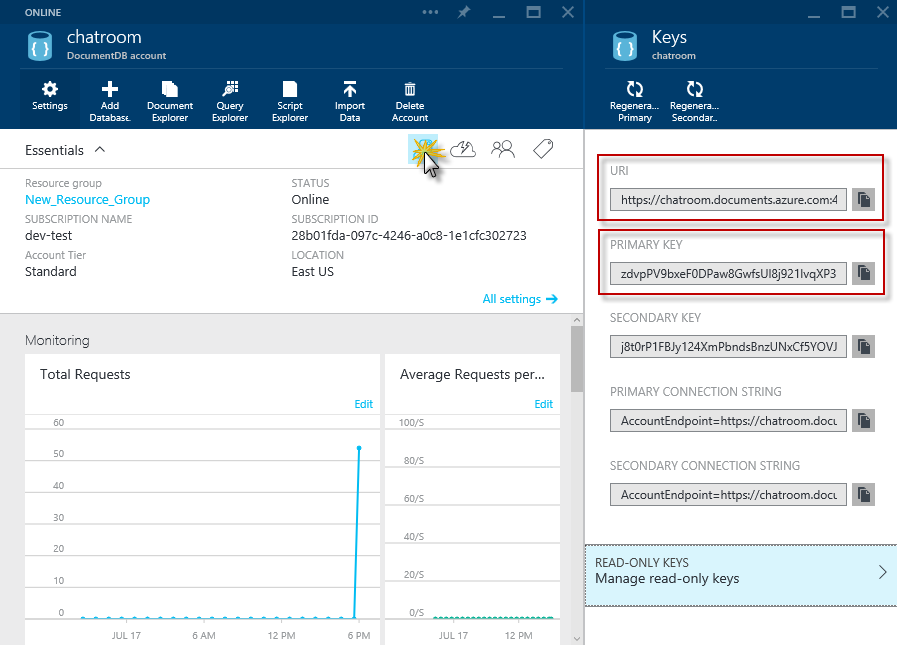 ONLINE
chatroom
DocumentDB account
Settings
Add
Database
Document
Explorer
Query
Explorer
Script
Explorer
Import
Data
Delete
Account
Essentials
Resource group
New_Resource_Group
SUBSCRIPTION NAME
dev-test
Account Tier
Standard
STATUS
Online
SUBSCRIPTION ID
28b01fda-097c-4246-a0c8-1e1cfc302723
LOCATION
East US
All settings
Monitoring
Total Requests
Edit
60
50
40
30
20
10
0
JUL 17
6 AM
12 PM
6 PM
Average Requests per...
Edit
100/S
80/S
60/S
40/S
20/S
0/S
JUL 17
12 PM
Keys
chatroom
Regenera...
Primary
Regenera...
Secondar..
URI
https://chatroom.documents.azure.com:4
PRIMARY KEY
zdvpPV9bxeF0DPaw8GwfsUI8j921IvqXP3
SECONDARY KEY
j8t0rP1FBJy124XmPbndsBnzUNxCf5YOVJ
PRIMARY CONNECTION STRING
AccountEndpoint=https://chatroom.docu
SECONDARY CONNECTION STRING
AccountEndpoint=https://chatroom.docu
READ-ONLY KEYS
Manage read-only keys